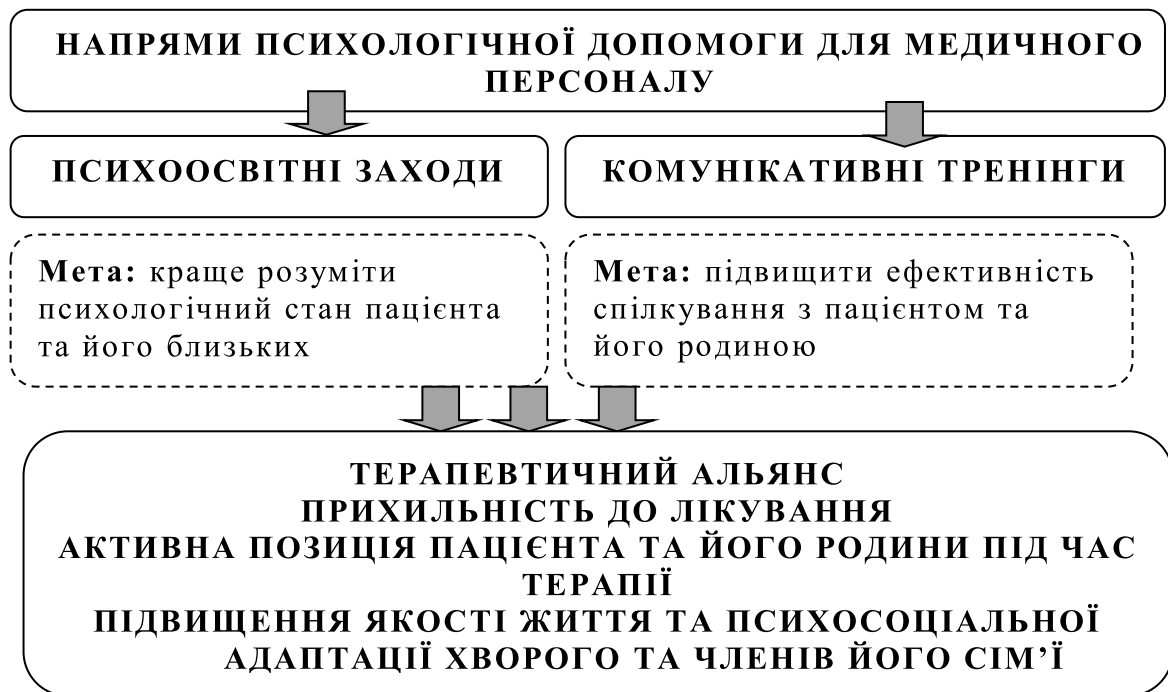 НАПРЯМИ ПСИХОЛОГІЧНОЇ ДОПОМОГИ ДЛЯ МЕДИЧНОГО
ПЕРСОНАЛУ
ПСИХООСВІТНІ ЗАХОДИ
КОМУНІКАТИВНІ ТРЕНІНГИ
Мета: краще розуміти
психологічний стан пацієнта
та його близьких
Мета: підвищити ефективність
спілкування з пацієнтом та
його родиною
ТЕРАПЕВТИЧНИЙ АЛЬЯНС
ПРИХИЛЬНІСТЬ ДО ЛІКУВАННЯ
АКТИВНА ПОЗИЦІЯ ПАЦІЄНТА ТА ЙОГО РОДИНИ ПІД ЧАС
ТЕРАПІЇ
ПІДВИЩЕННЯ ЯКОСТІ ЖИТТЯ ТА ПСИХОСОЦІАЛЬНОЇ
АДАПТАЦІЇ ХВОРОГО ТА ЧЛЕНІВ ЙОГО СІМ’Ї